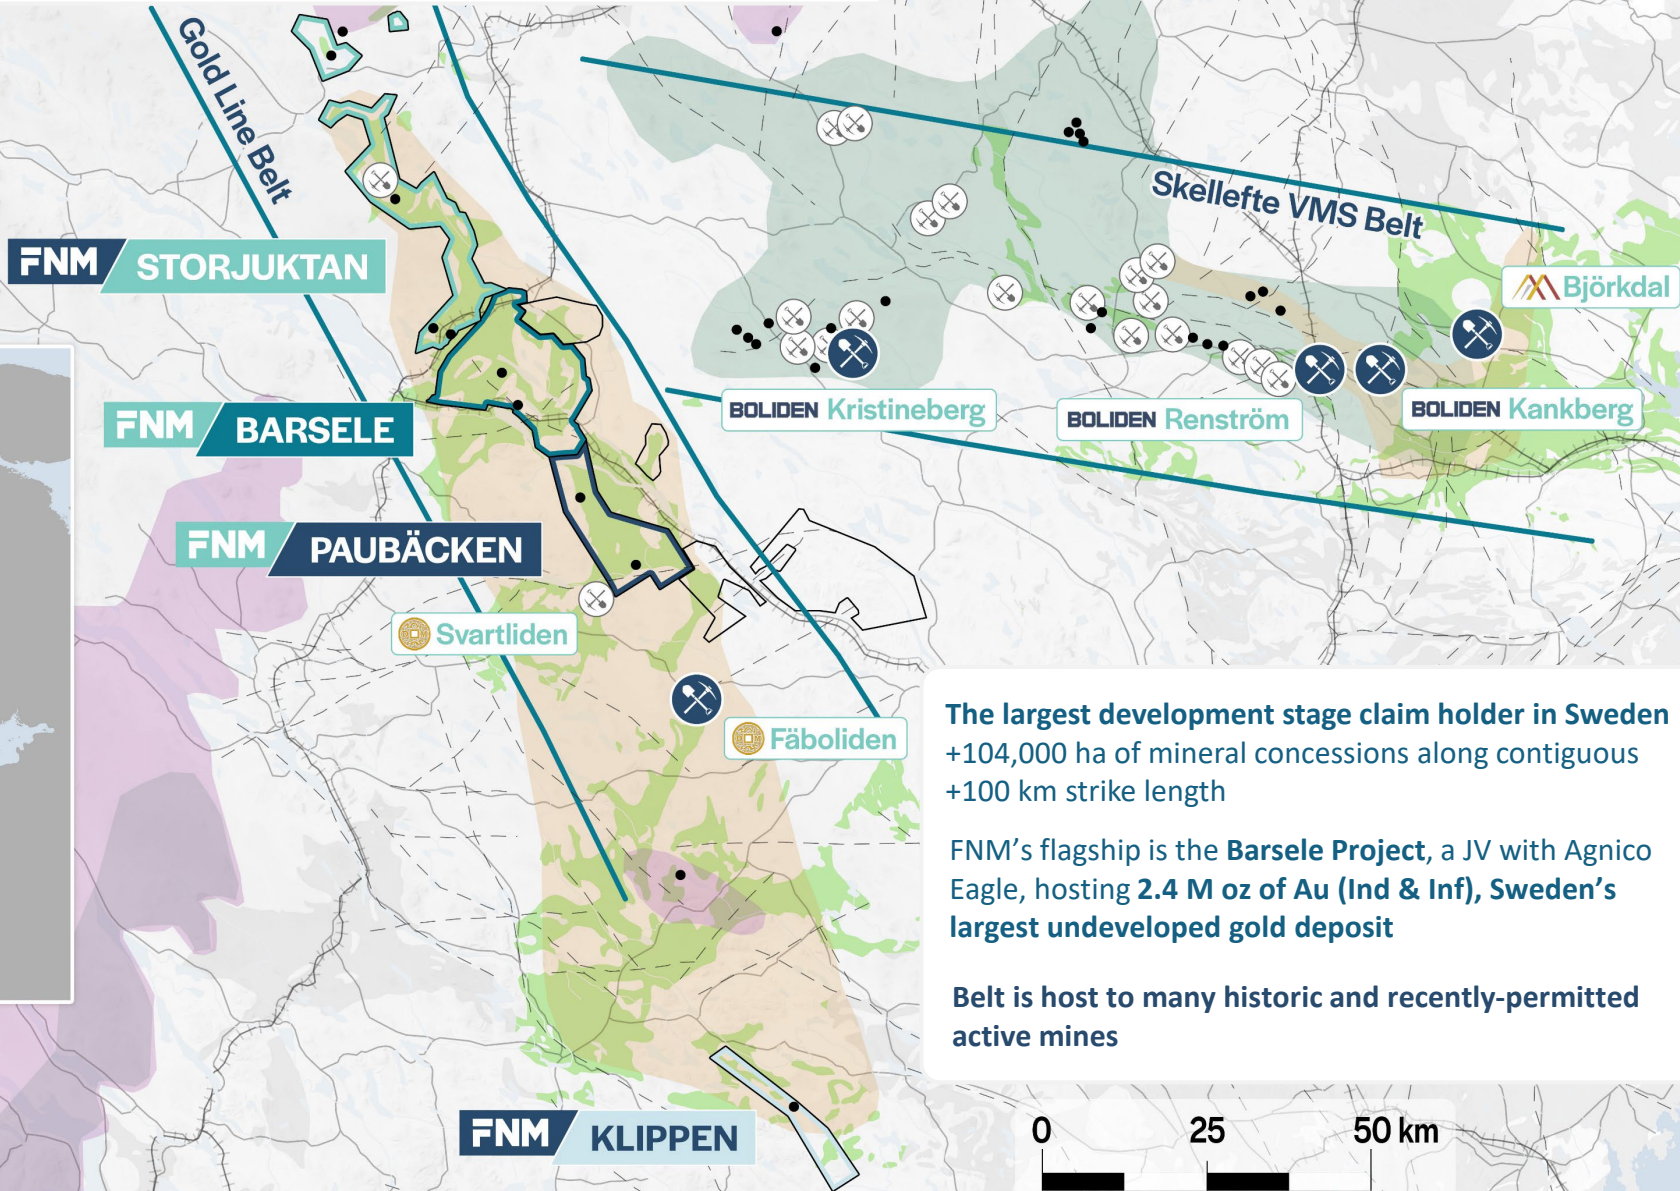 Gold Line Belt
Skellefte VMS Belt
FNM STORJUKTAN
Björkdal
BOLIDEN Kristineberg
BOLIDEN Renström
BOLIDEN Kankberg
FNM BARSELE
FNM PAUBÄCKEN
Svartliden
Fäboliden
The largest development stage claim holder in Sweden
+104,000 ha of mineral concessions along contiguous
+100 km strike length
FNM’s flagship is the Barsele Project, a JV with Agnico
Eagle, hosting 2.4 M oz of Au (Ind & Inf), Sweden’s
largest undeveloped gold deposit
Belt is host to many historic and recently-permitted
active mines
FNM KLIPPEN
0 25 50 km